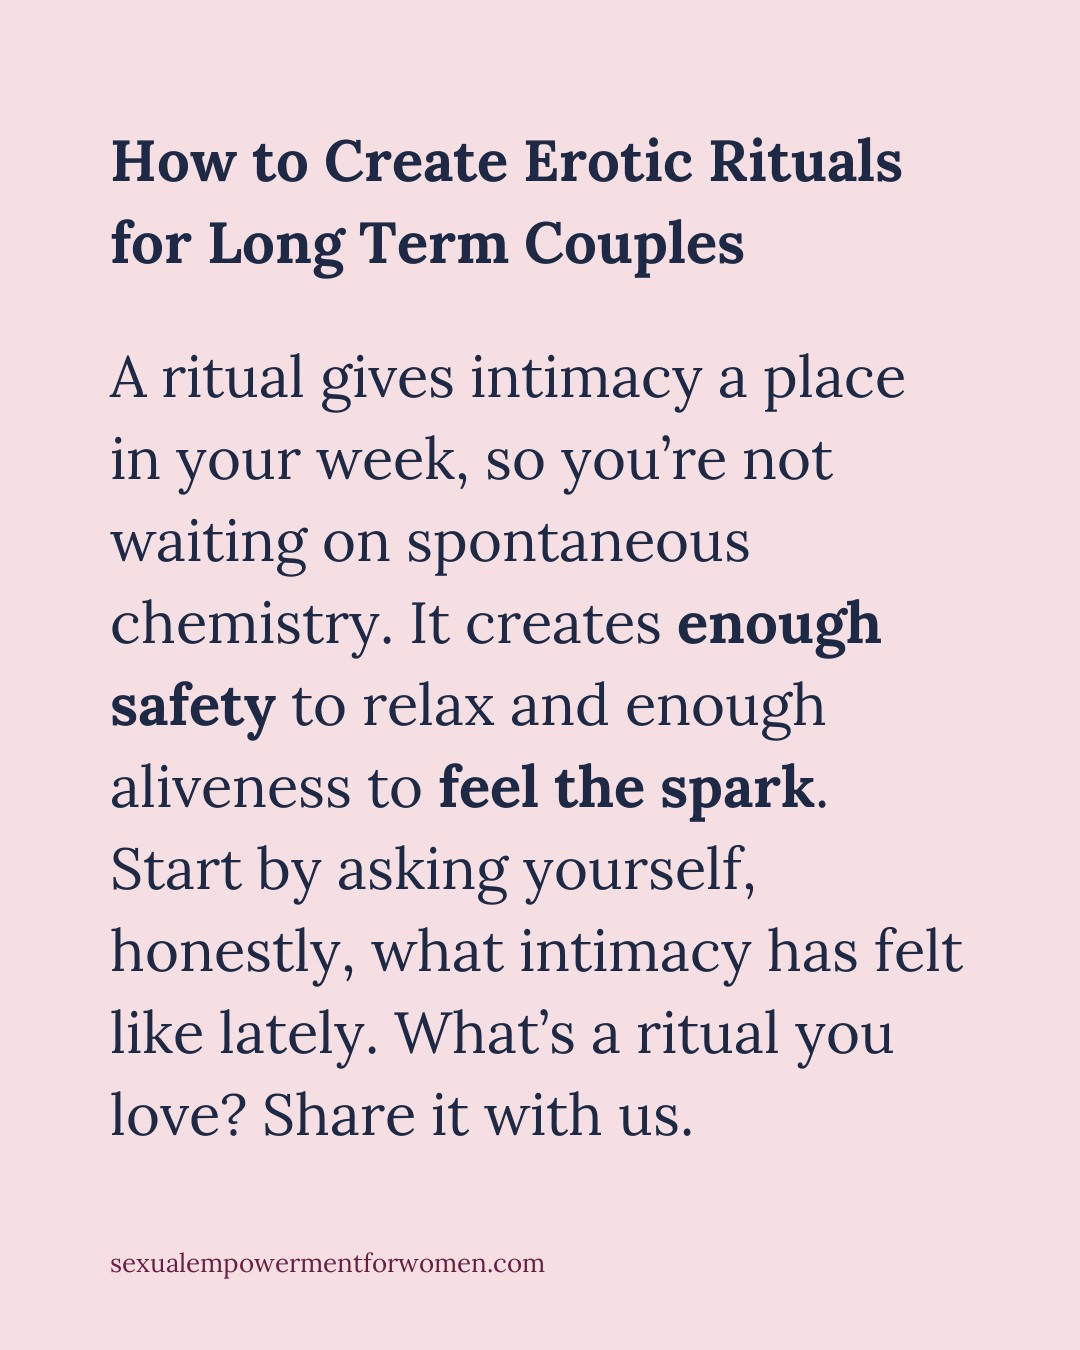 How to Create Erotic Rituals
for Long Term Couples
A ritual gives intimacy a place
in your week, so you’re not
waiting on spontaneous
chemistry. It creates enough
safety to relax and enough
aliveness to feel the spark.
Start by asking yourself,
honestly, what intimacy has felt
like lately. What’s a ritual you
love? Share it with us.
sexualempowermentforwomen.com